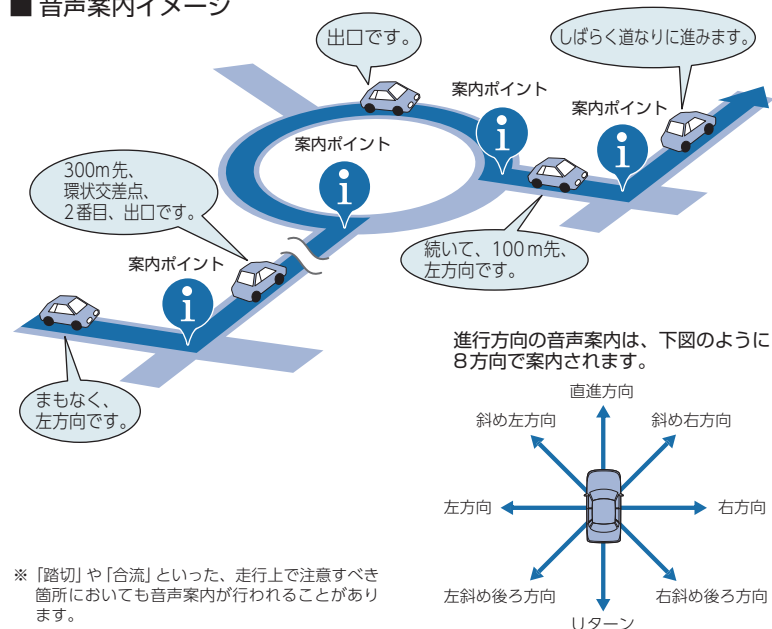 ■ 音声案内イメージ
出口です。
しばらく道なりに進みます。
案内ポイント
案内ポイント
案内ポイント
300m先、
環状交差点、
2番目、出口です。
続いて、100m先、
左方向です。
案内ポイント
まもなく、
左方向です。
進行方向の音声案内は、下図のように
8方向で案内されます。
直進方向
斜め左方向
斜め右方向
左方向
右方向
左斜め後ろ方向
右斜め後ろ方向
Uターン
※「踏切」や「合流」といった、走行上で注意すべき
箇所においても音声案内が行われることがあり
ます。